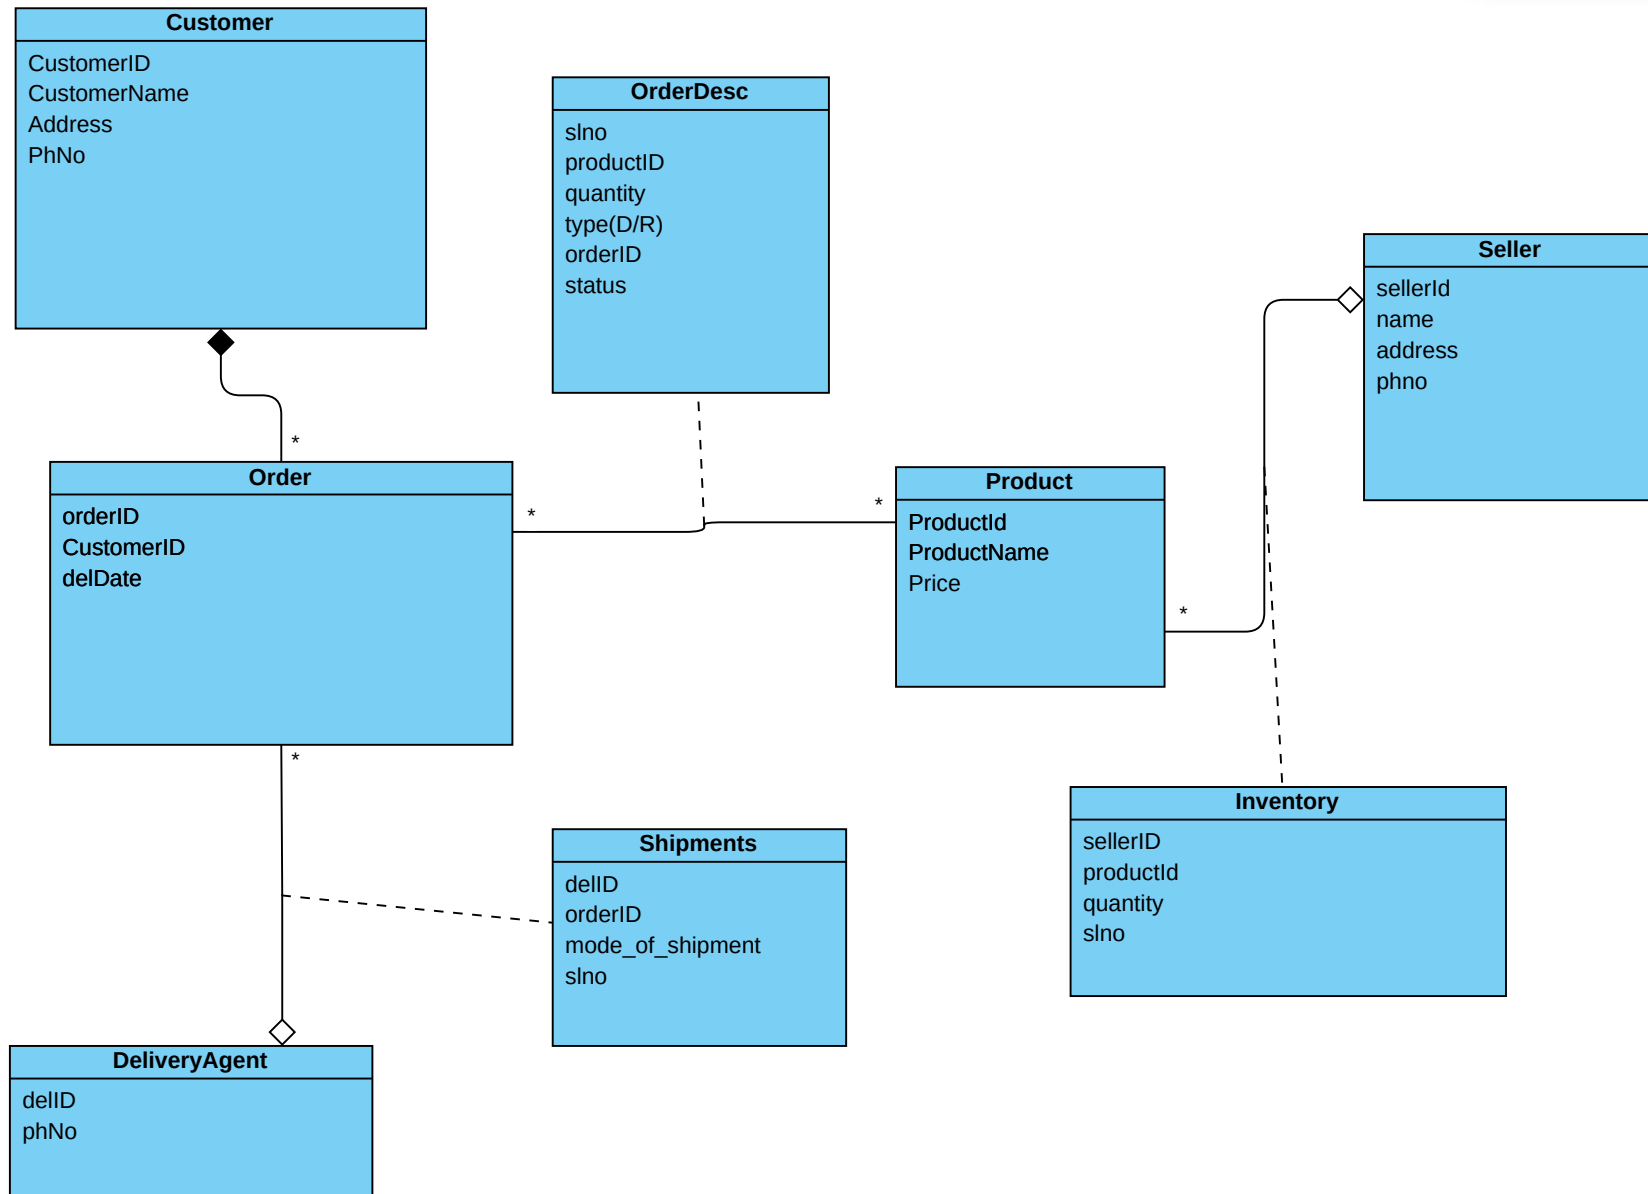 Customer
CustomerID
CustomerName
Address
PhNo
OrderDesc
slno
productID
quantity
type(D/R)
orderID
status
Seller
sellerId
name
address
phno
*
Order
orderID
CustomerID
delDate
*
*
Product
ProductId
ProductName
Price
*
*
Shipments
delID
orderID
mode_of_shipment
slno
Inventory
sellerID
productId
quantity
slno
DeliveryAgent
delID
phNo